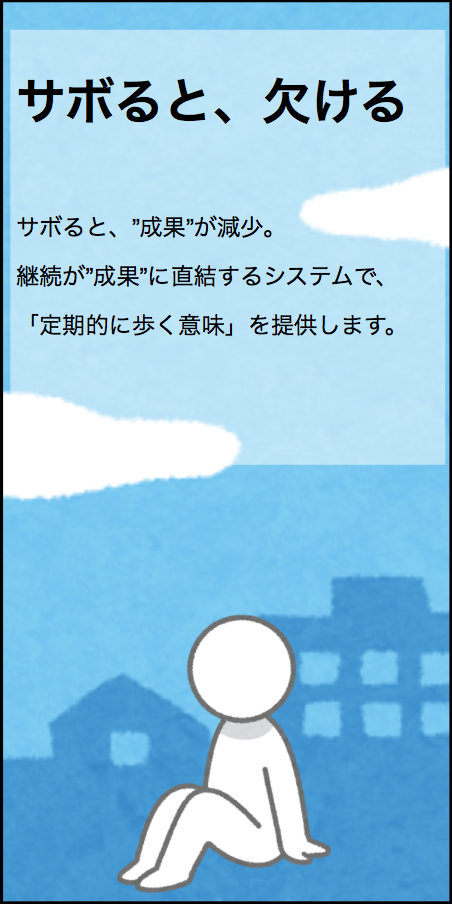 サボると、欠ける
サボると、”成果”が減少。
継続が”成果”に直結するシステムで、
「定期的に歩く意味」を提供します。